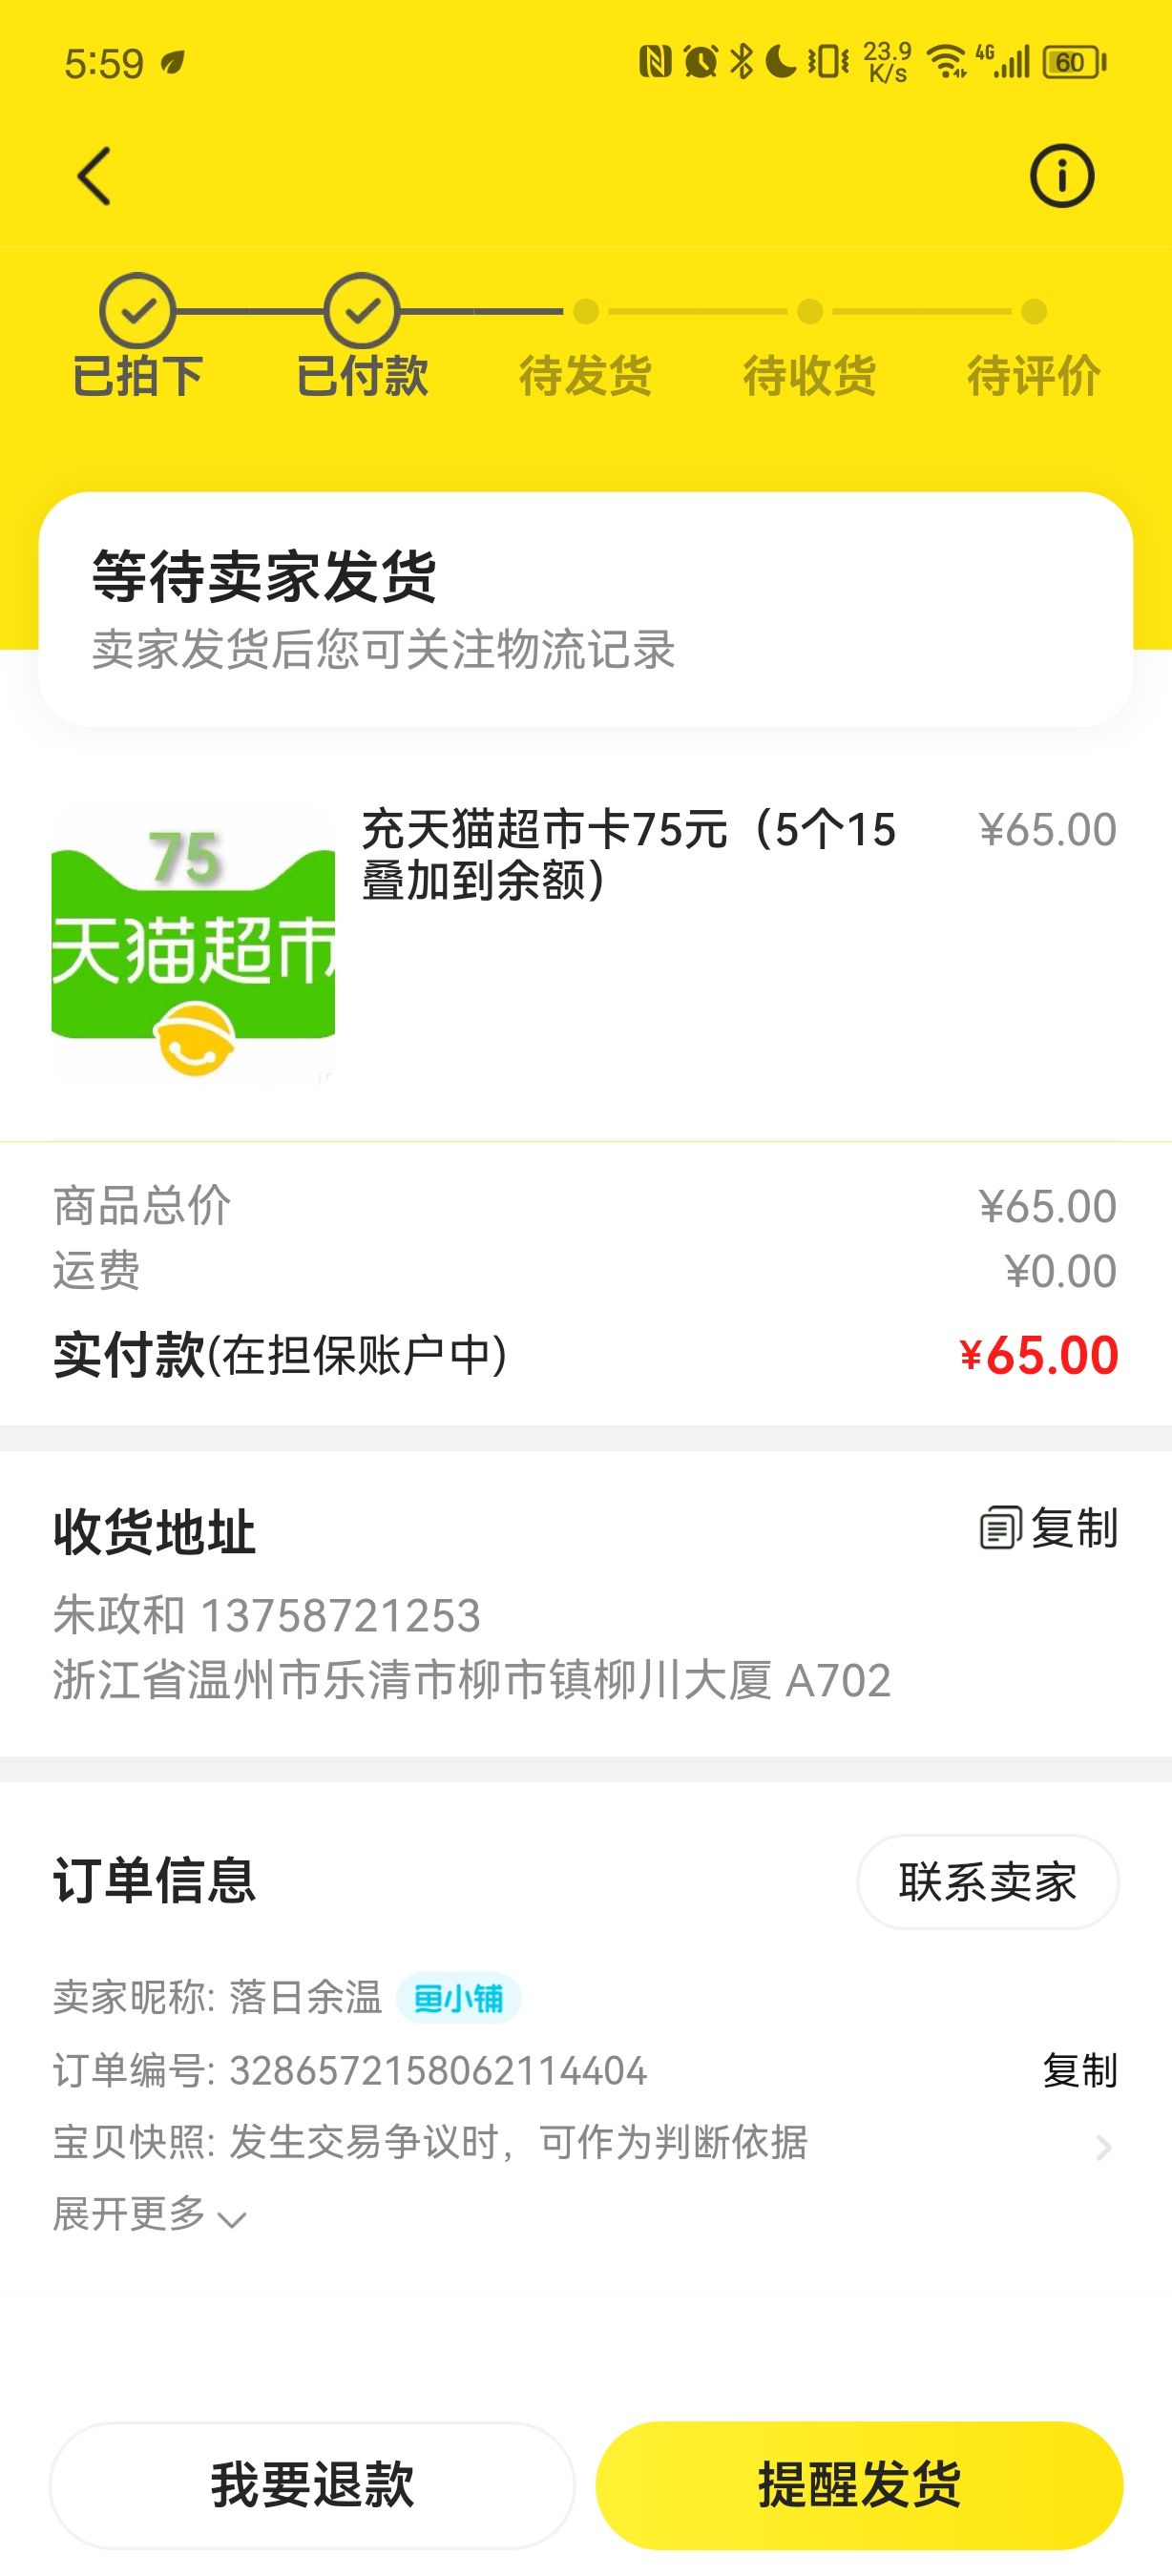 5:59
23.9
K/s
4G
60
已拍下 已付款 待发货 待收货 待评价
等待卖家发货
卖家发货后您可关注物流记录
75
天猫超市
充天猫超市卡75元（5个15 ¥65.00
叠加到余额）
商品总价 ¥65.00
运费 ¥0.00
实付款(在担保账户中) ¥65.00
收货地址 复制
朱政和 13758721253
浙江省温州市乐清市柳市镇柳川大厦 A702
订单信息 联系卖家
卖家昵称: 落日余温 鱼小铺
订单编号: 3286572158062114404 复制
宝贝快照: 发生交易争议时，可作为判断依据
展开更多
我要退款 提醒发货